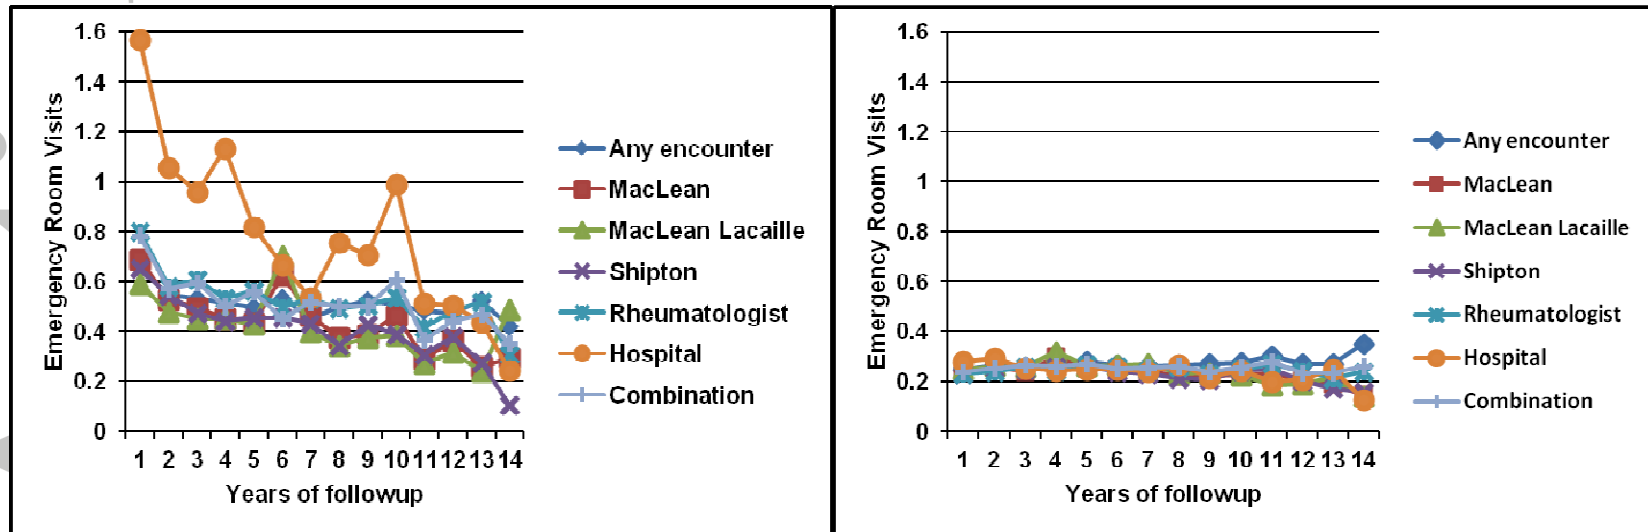 1.6
1.4
1.2
1
0.8
0.6
0.4
0.2
0
Emergency Room Visits
1 2 3 4 5 6 7 8 9 10 11 12 13 14
Years of followup
Any encounter
MacLean
MacLean Lacaille
Shipton
Rheumatologist
Hospital
Combination
1.6
1.4
1.2
1
0.8
0.6
0.4
0.2
0
Emergency Room Visits
1 2 3 4 5 6 7 8 9 10 11 12 13 14
Years of followup
Any encounter
MacLean
MacLean Lacaille
Shipton
Rheumatologist
Hospital
Combination